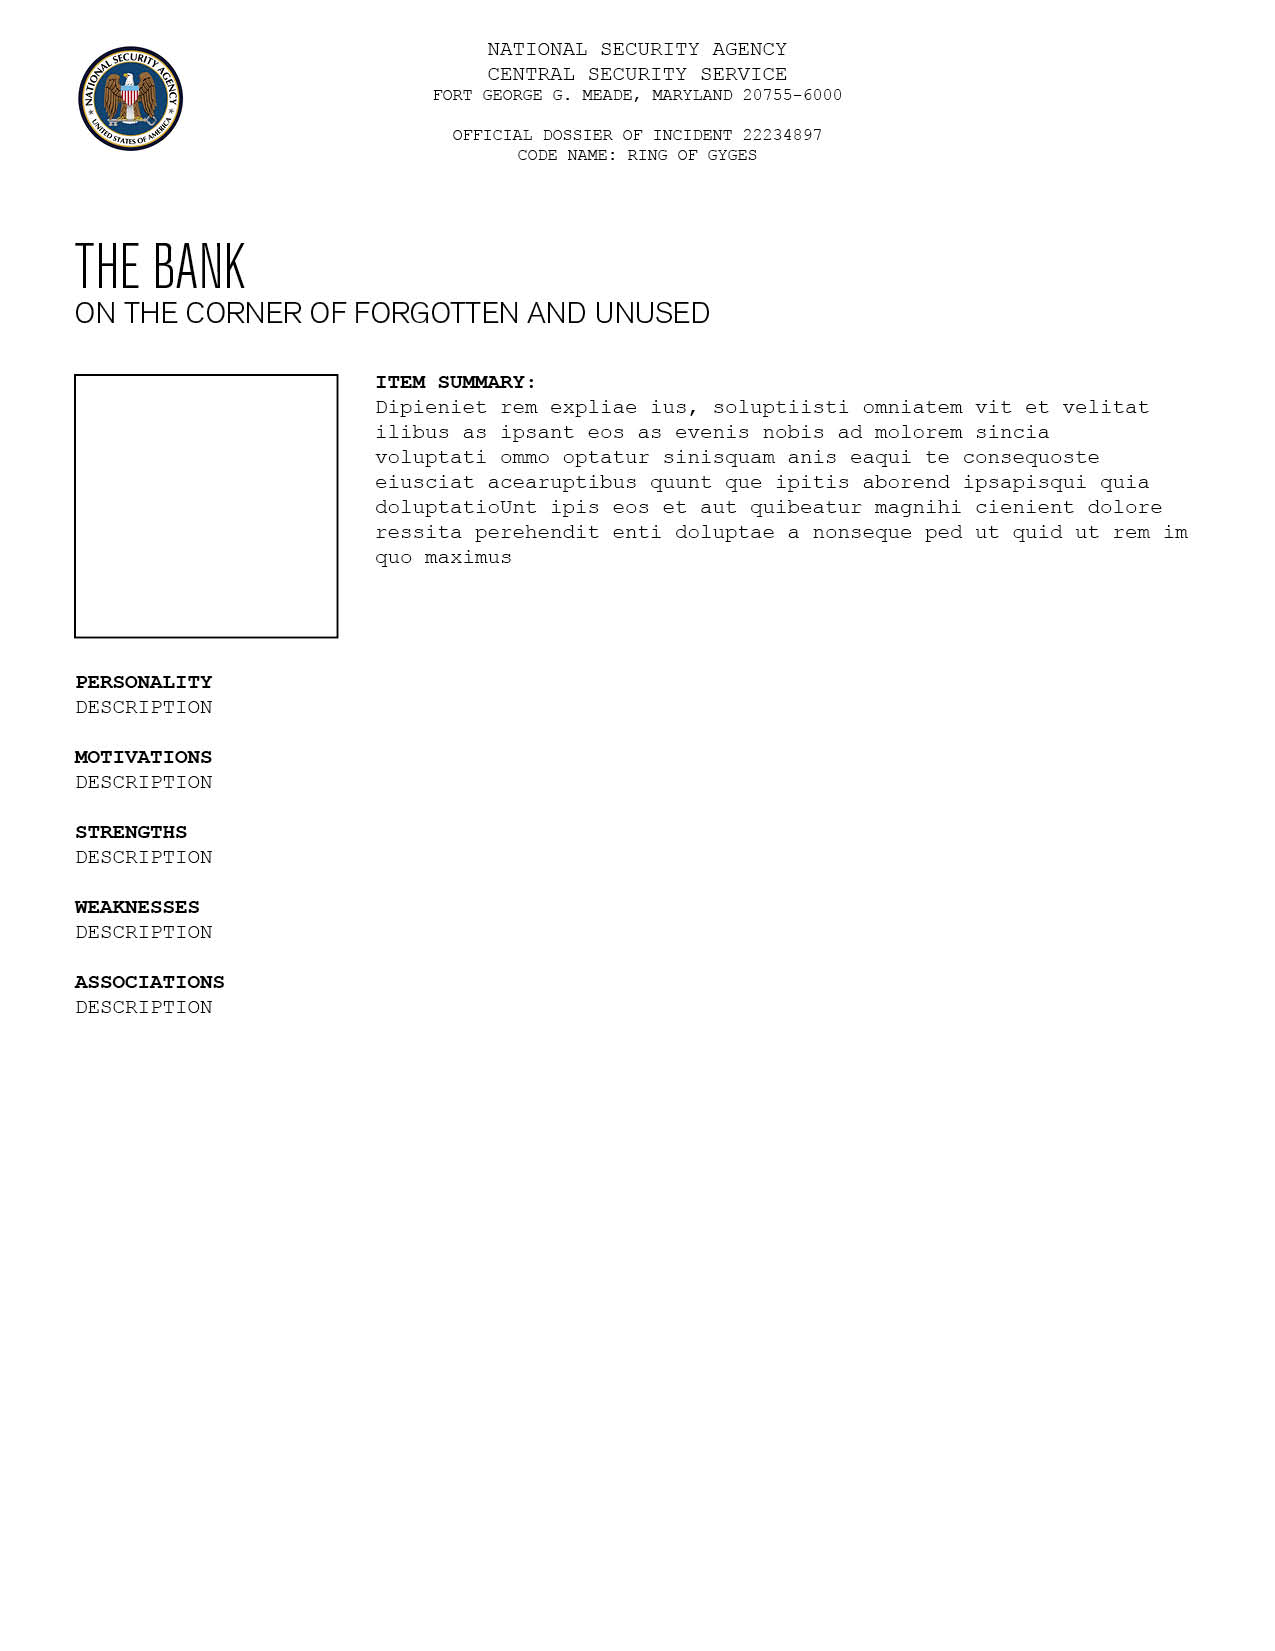 NATIONAL SECURITY AGENCY
CENTRAL SECURITY SERVICE
FORT GEORGE G. MEADE, MARYLAND 20755-6000
OFFICIAL DOSSIER OF INCIDENT 22234897
CODE NAME: RING OF GYGES
NATIONAL SECURITY AGENCY
UNITED STATES OF AMERICA
THE BANK
ON THE CORNER OF FORGOTTEN AND UNUSED
ITEM SUMMARY:
Dipieniet rem expliae ius, soluptiisti omniatem vit et velitat
ilibus as ipsant eos as evenis nobis ad molorem sincia
voluptati ommo optatur sinisquam anis eaqui te consequoste
eiusciat acearuptibus quunt que ipitis aborend ipsapisqui quia
doluptatioUnt ipis eos et aut quibeatur magnihi cienient dolore
ressita perehendit enti doluptae a nonseque ped ut quid ut rem im
quo maximus
PERSONALITY
DESCRIPTION
MOTIVATIONS
DESCRIPTION
STRENGTHS
DESCRIPTION
WEAKNESSES
DESCRIPTION
ASSOCIATIONS
DESCRIPTION